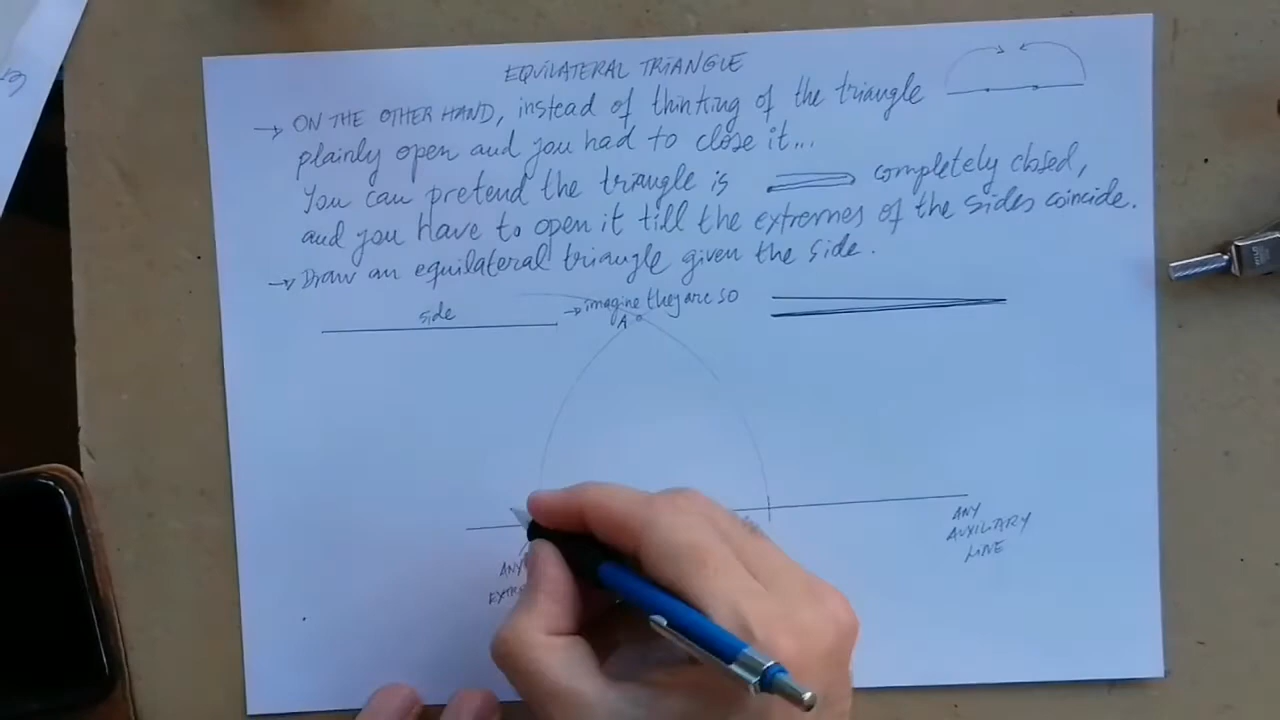 EQUILATERAL TRIANGLE
→ ON THE OTHER HAND, instead of thinking of the triangle
plainly open and you had to close it...
You can pretend the triangle is completely closed,
and you have to open it till the extremes of the sides coincide.
→ Draw an equilateral triangle given the side.
side
→ imagine they are so
A
ANY
AUXILIARY
LINE
ANY